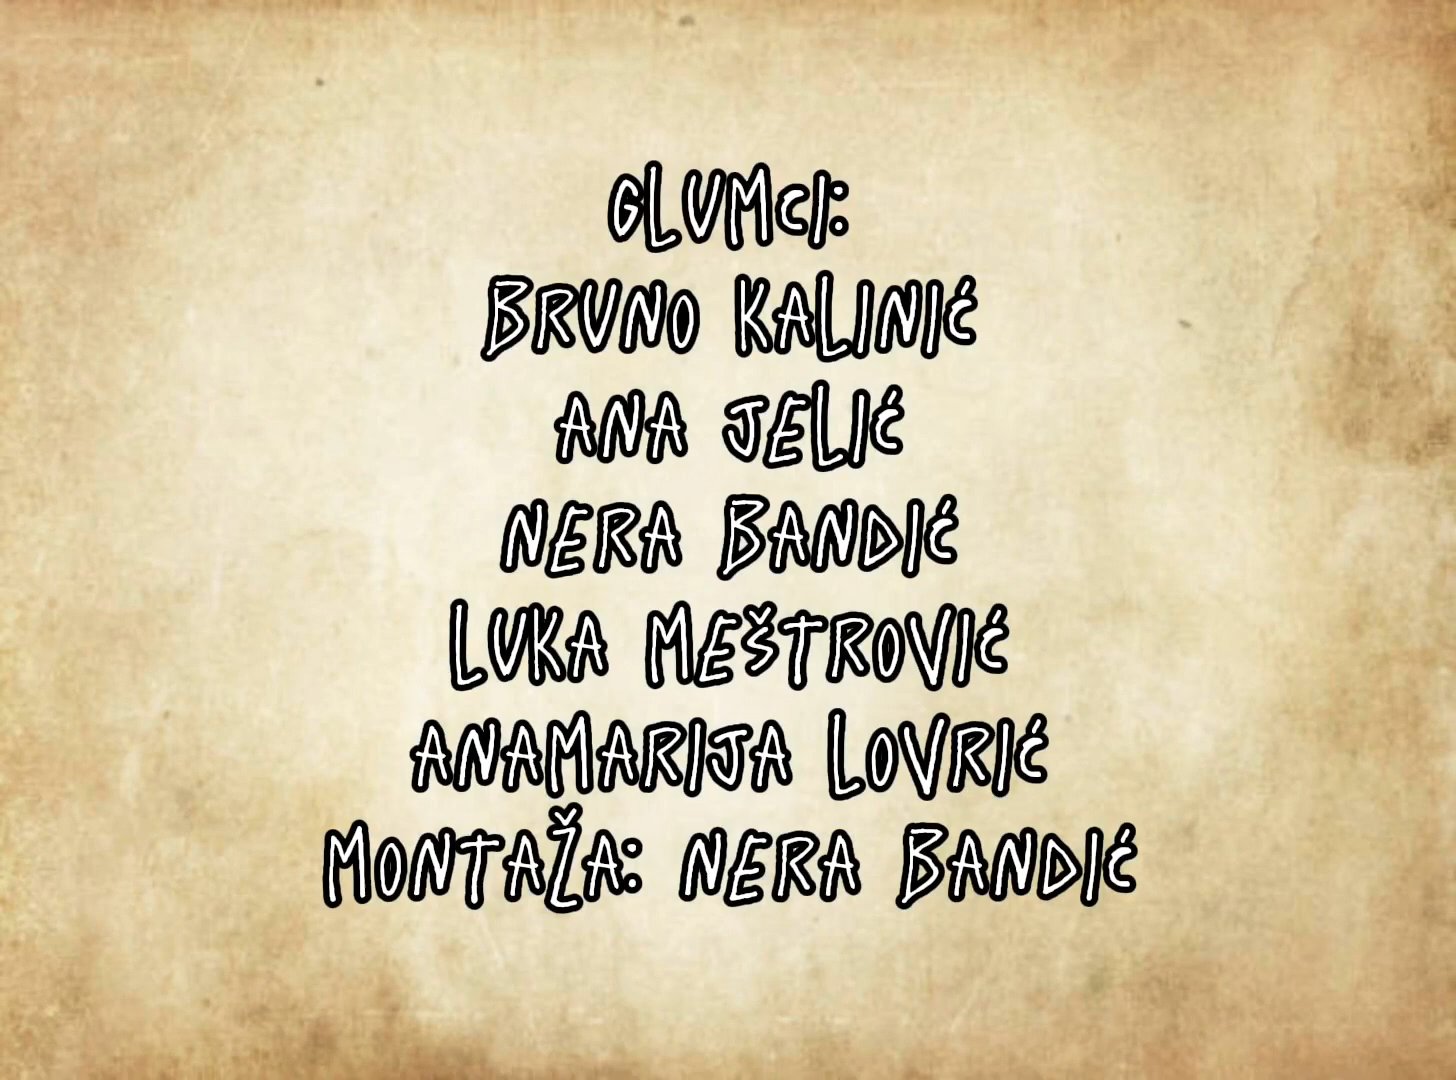 GLUMCI:
BRUNO KALINIĆ
ANA JELIĆ
NERA BANDIĆ
LUKA MEŠTROVIĆ
ANAMARIJA LOVRIĆ
MONTAŽA: NERA BANDIĆ